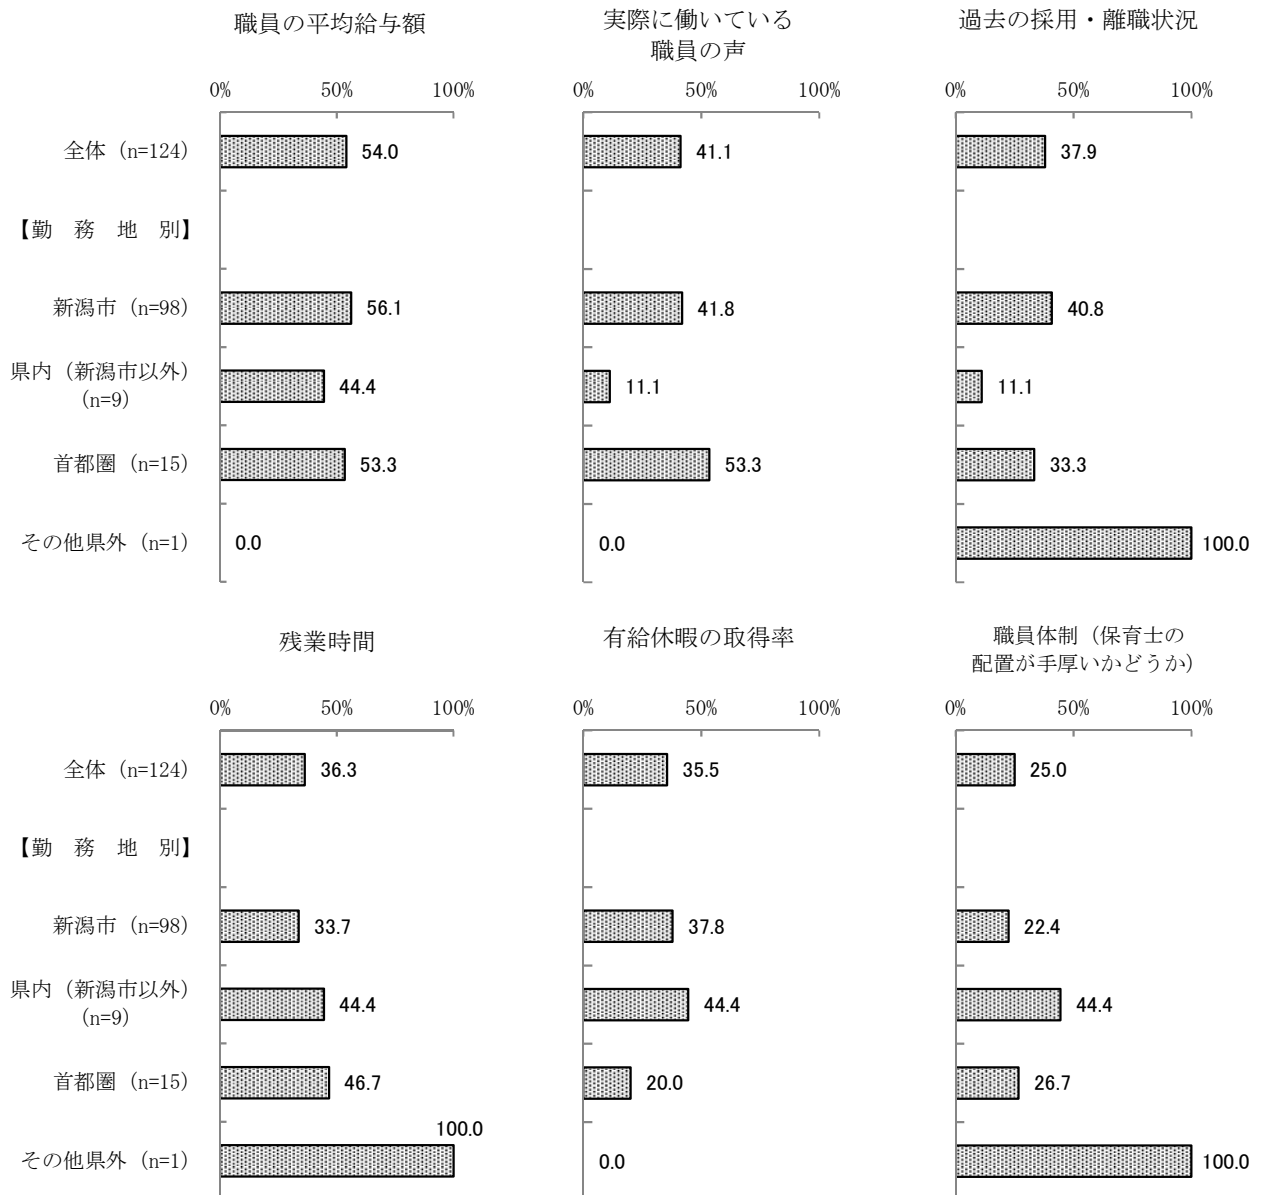 職員の平均給与額
0% 50% 100%
全体 (n=124) 54.0
【勤 務 地 別】
新潟市 (n=98) 56.1
県内(新潟市以外)
(n=9) 44.4
首都圏 (n=15) 53.3
その他県外 (n=1) 0.0
実際に働いている
職員の声
0% 50% 100%
41.1
41.8
11.1
53.3
0.0
過去の採用・離職状況
0% 50% 100%
37.9
40.8
11.1
33.3
100.0
残業時間
0% 50% 100%
全体 (n=124) 36.3
【勤 務 地 別】
新潟市 (n=98) 33.7
県内(新潟市以外)
(n=9) 44.4
首都圏 (n=15) 46.7
その他県外 (n=1) 100.0
有給休暇の取得率
0% 50% 100%
35.5
37.8
44.4
20.0
0.0
職員体制(保育士の
配置が手厚いかどうか)
0% 50% 100%
25.0
22.4
44.4
26.7
100.0